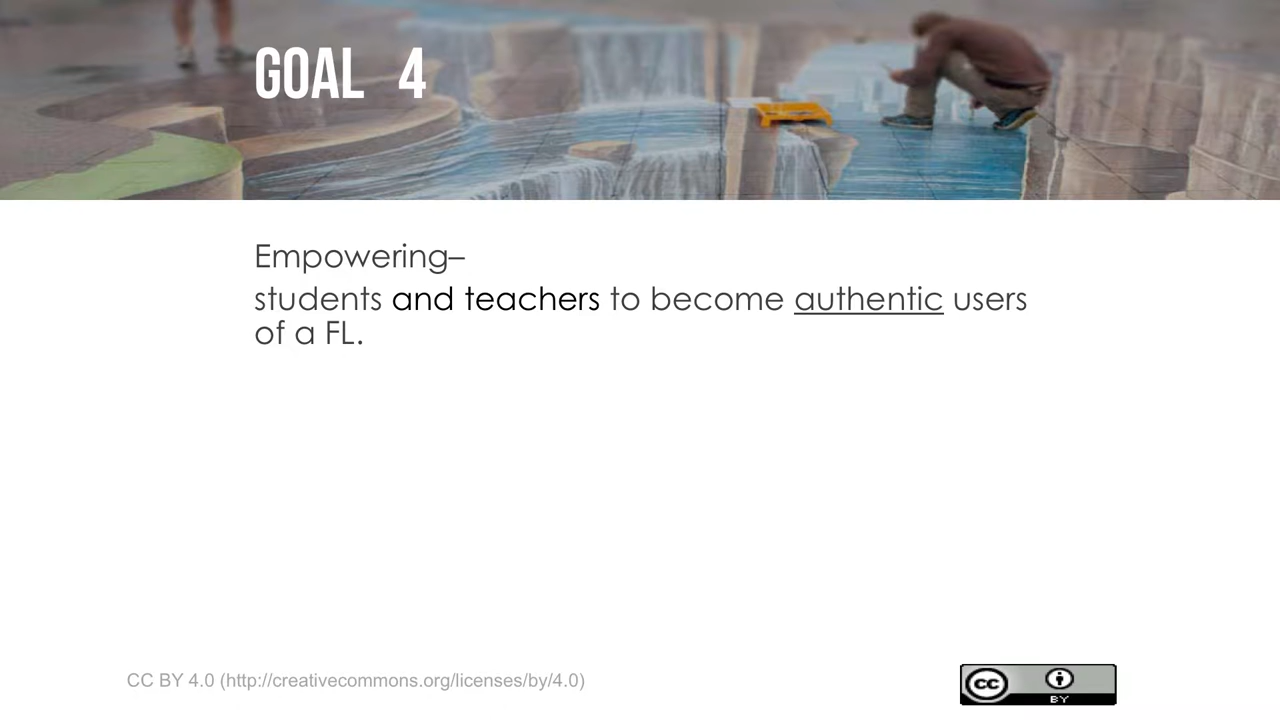 GOAL 4
Empowering–
students and teachers to become authentic users
of a FL.
CC BY 4.0 (http://creativecommons.org/licenses/by/4.0)
cc
BY